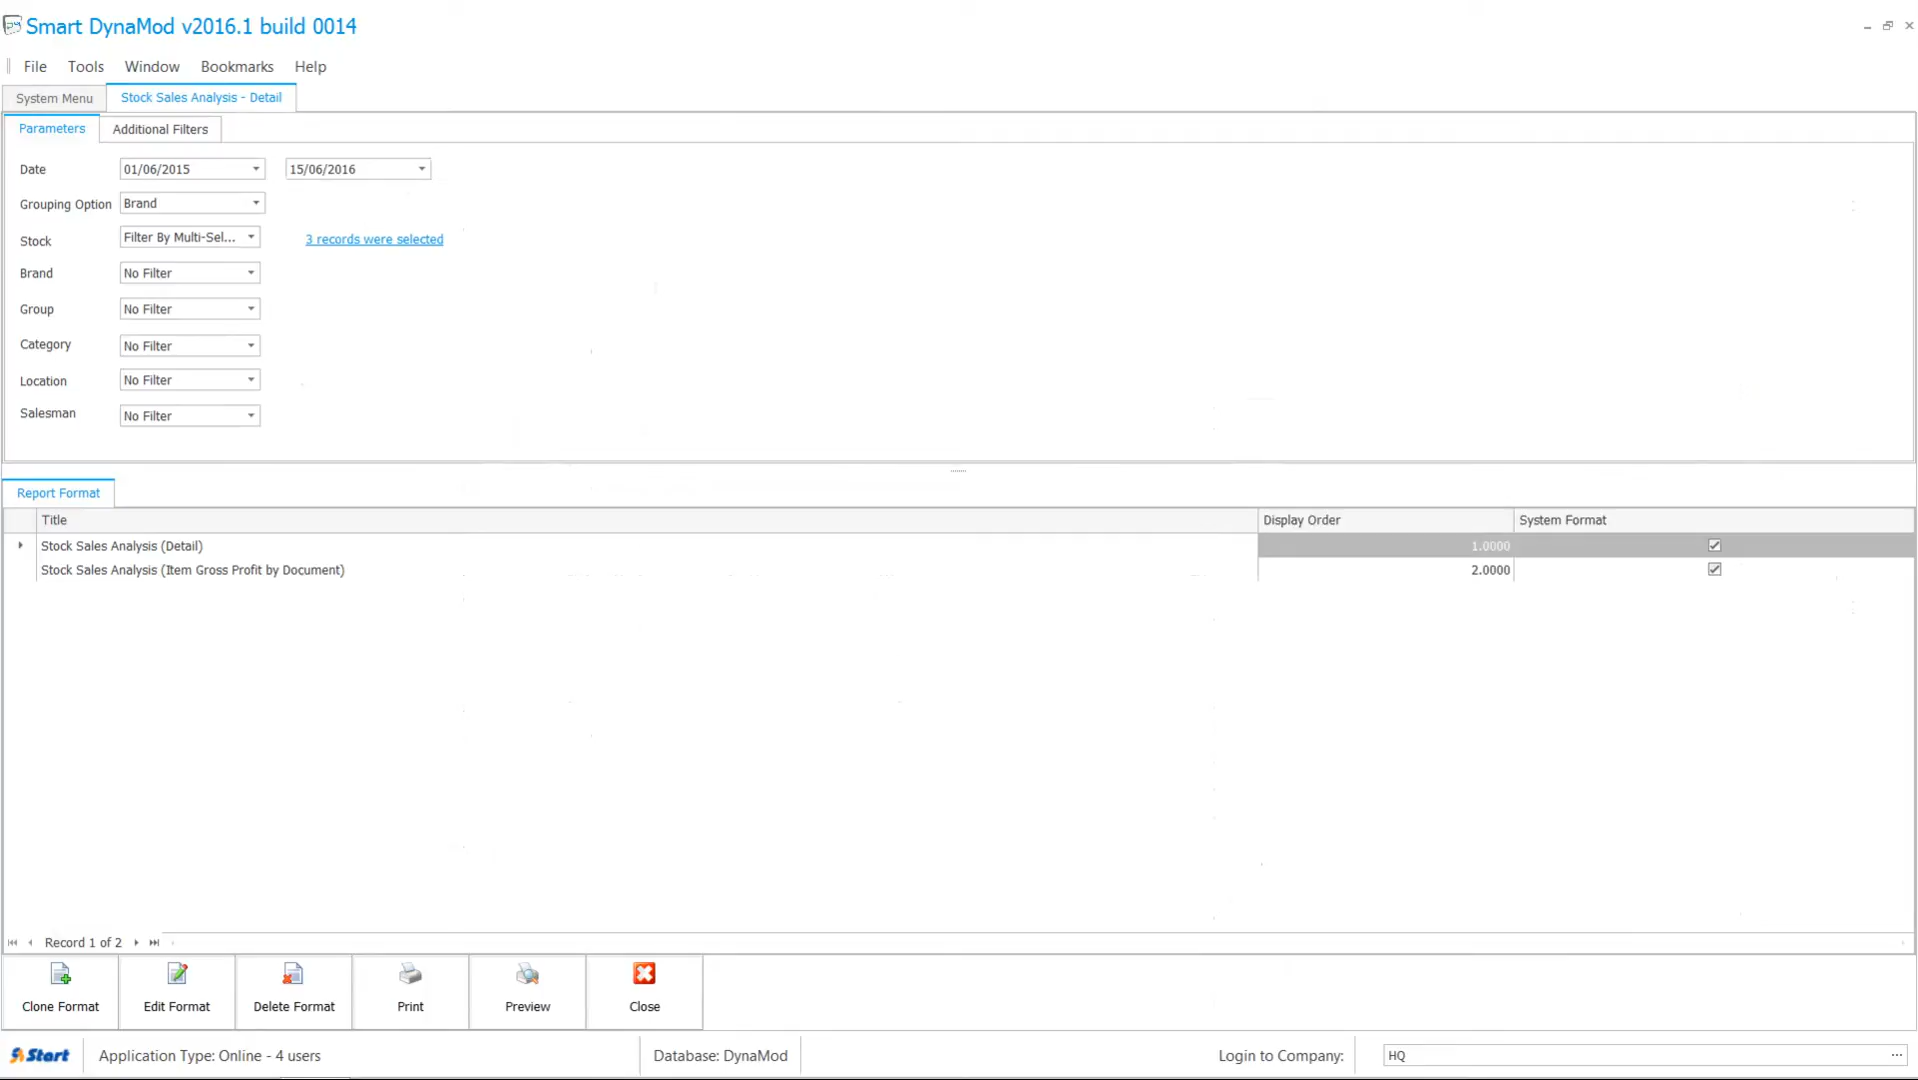 Smart DynaMod v2016.1 build 0014
File Tools Window Bookmarks Help
System Menu Stock Sales Analysis - Detail
Parameters Additional Filters
Date 01/06/2015 15/06/2016
Grouping Option Brand
Stock Filter By Multi-Sel... 3 records were selected
Brand No Filter
Group No Filter
Category No Filter
Location No Filter
Salesman No Filter
Report Format
Title Display Order System Format
Stock Sales Analysis (Detail) 1.0000
Stock Sales Analysis (Item Gross Profit by Document) 2.0000
Record 1 of 2
Clone Format Edit Format Delete Format Print Preview Close
Start Application Type: Online - 4 users Database: DynaMod Login to Company: HQ ...